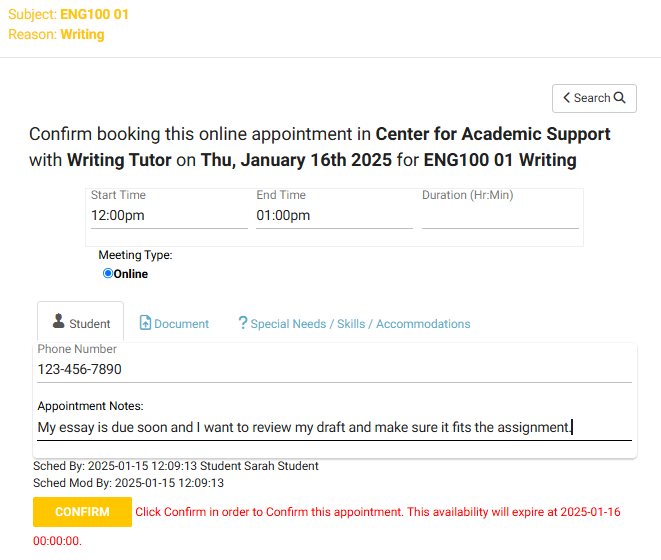 Subject: ENG100 01
Reason: Writing
Search
Confirm booking this online appointment in Center for Academic Support
with Writing Tutor on Thu, January 16th 2025 for ENG100 01 Writing
Start Time End Time Duration (Hr:Min)
12:00pm 01:00pm
Meeting Type:
Online
Student Document ? Special Needs / Skills / Accommodations
Phone Number
123-456-7890
Appointment Notes:
My essay is due soon and I want to review my draft and make sure it fits the assignment.
Sched By: 2025-01-15 12:09:13 Student Sarah Student
Sched Mod By: 2025-01-15 12:09:13
CONFIRM Click Confirm in order to Confirm this appointment. This availability will expire at 2025-01-16
00:00:00.